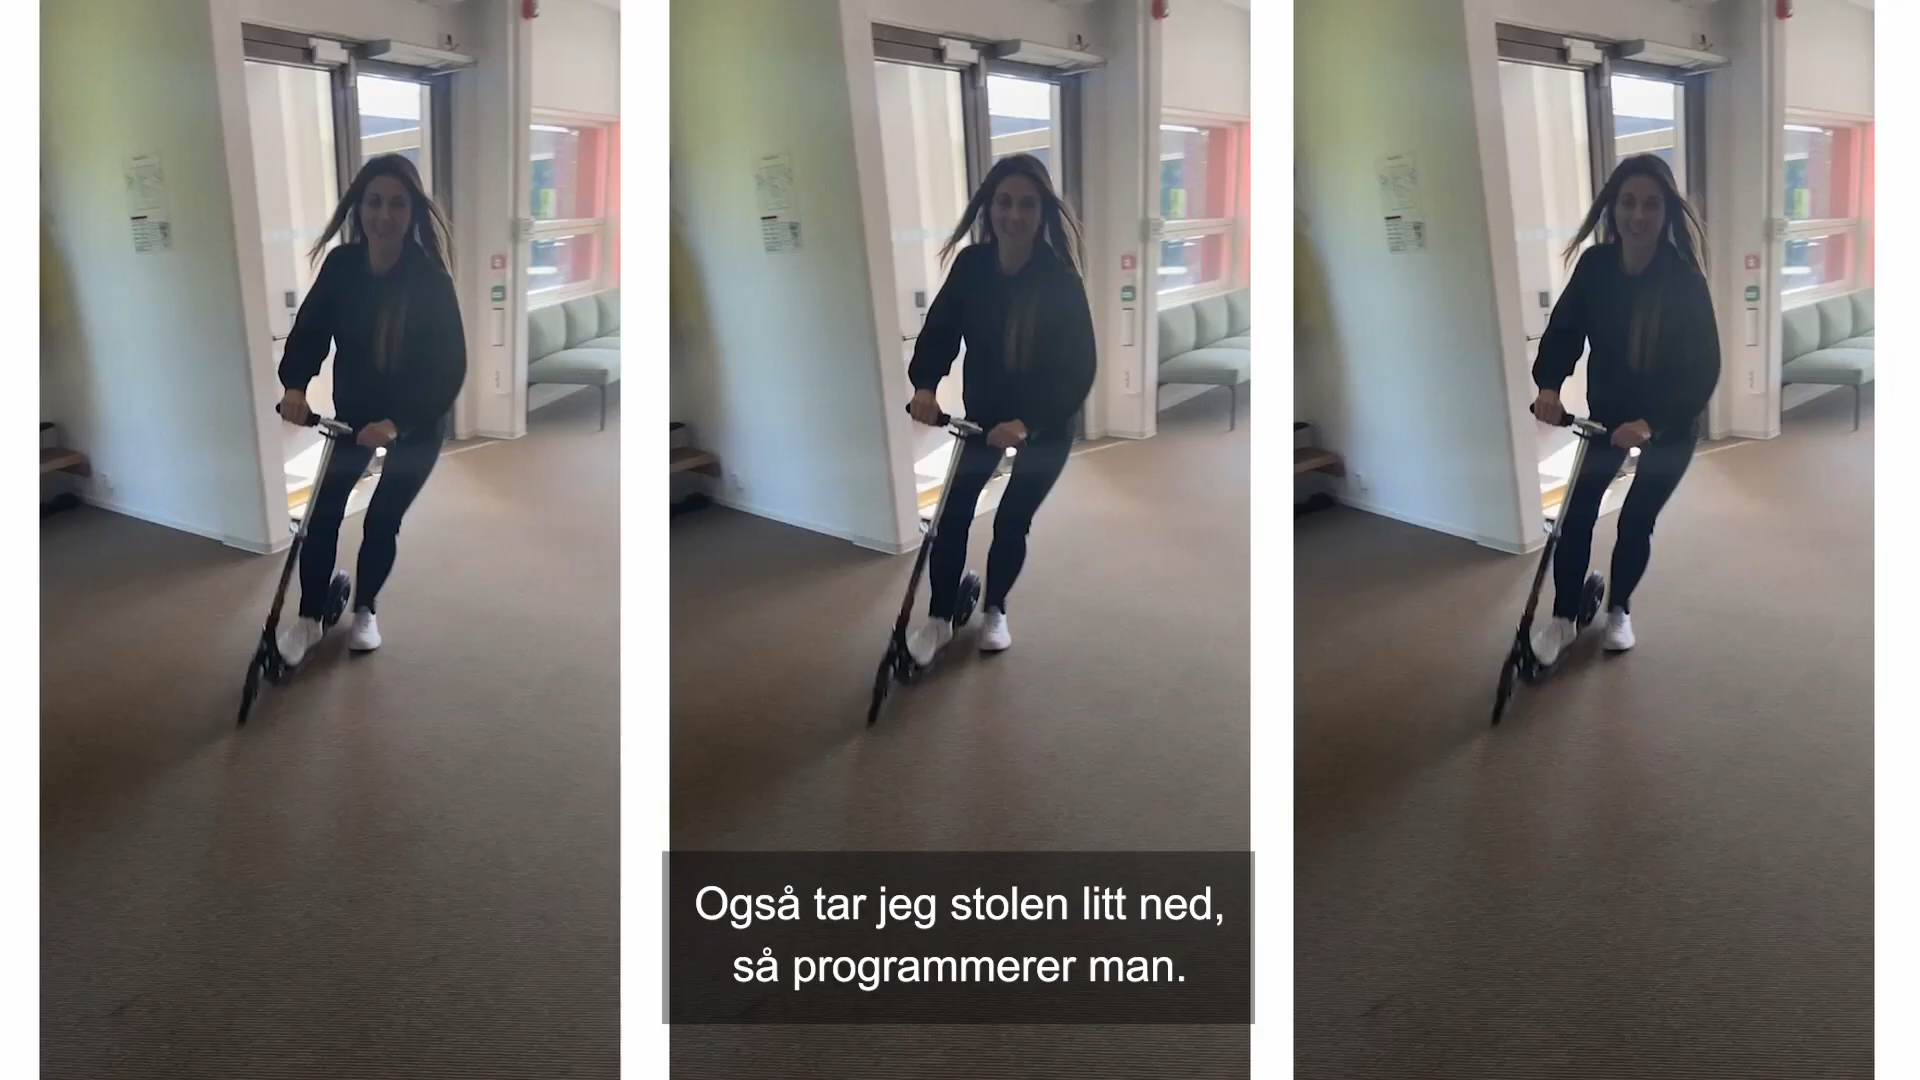 Også tar jeg stolen litt ned,
så programmerer man.